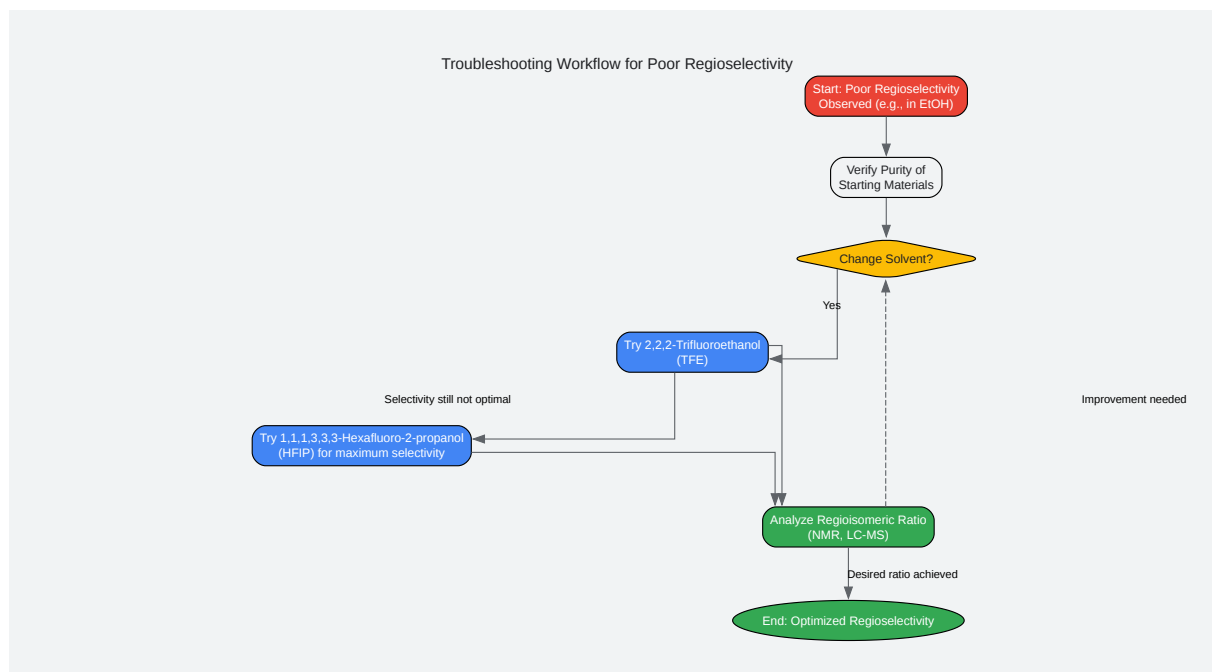 Troubleshooting Workflow for Poor Regioselectivity
Start: Poor Regioselectivity
Observed (e.g., in EtOH)
Verify Purity of
Starting Materials
Change Solvent?
Yes
Try 2,2,2-Trifluoroethanol
(TFE)
Selectivity still not optimal
Improvement needed
Try 1,1,1,3,3,3-Hexafluoro-2-propanol
(HFIP) for maximum selectivity
Analyze Regioisomeric Ratio
(NMR, LC-MS)
Desired ratio achieved
End: Optimized Regioselectivity